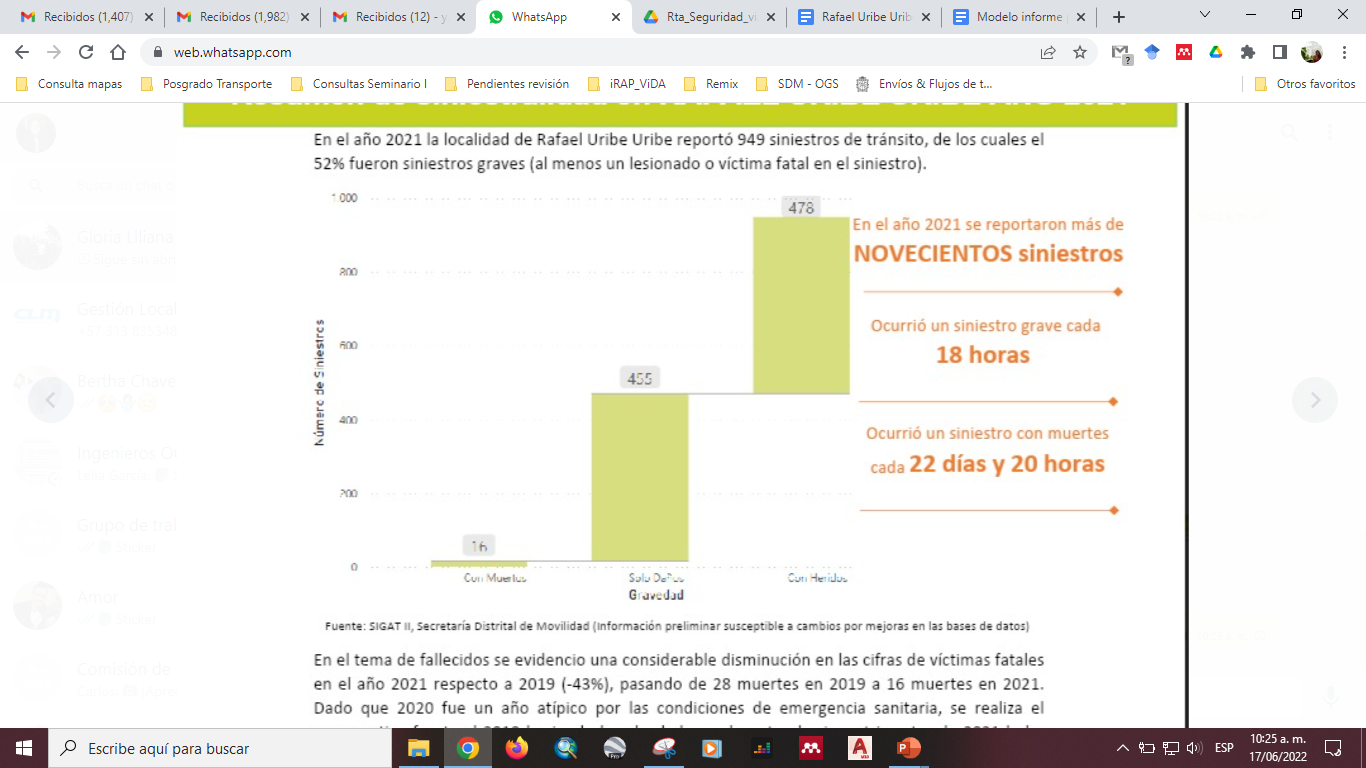 Recibidos (1,407)
Recibidos (1,982)
Recibidos (12) - y
WhatsApp
Rta_Seguridad_vi
Rafael Uribe Urib
Modelo informe
web.whatsapp.com
Consulta mapas
Posgrado Transporte
Consultas Seminario I
Pendientes revisión
iRAP_ViDA
Remix
SDM - OGS
Envíos & Flujos de t...
Otros favoritos
En el año 2021 la localidad de Rafael Uribe Uribe reportó 949 siniestros de tránsito, de los cuales el
52% fueron siniestros graves (al menos un lesionado o víctima fatal en el siniestro).
1 000
800
600
400
200
0
Número de Siniestros
16
455
478
Con Muertos
Solo Daños
Con Heridos
Gravedad
En el año 2021 se reportaron más de
NOVECIENTOS siniestros
Ocurrió un siniestro grave cada
18 horas
Ocurrió un siniestro con muertes
cada 22 días y 20 horas
Fuente: SIGAT II, Secretaría Distrital de Movilidad (Información preliminar susceptible a cambios por mejoras en las bases de datos)
En el tema de fallecidos se evidencio una considerable disminución en las cifras de víctimas fatales
en el año 2021 respecto a 2019 (-43%), pasando de 28 muertes en 2019 a 16 muertes en 2021.
Dado que 2020 fue un año atípico por las condiciones de emergencia sanitaria, se realiza el
Gloria Liliana
Gestión Local
Bertha Chave
Ingenieros
Grupo de tra
Amor
Comisión de
Escribe aquí para buscar
ESP
10:25 a. m.
17/06/2022